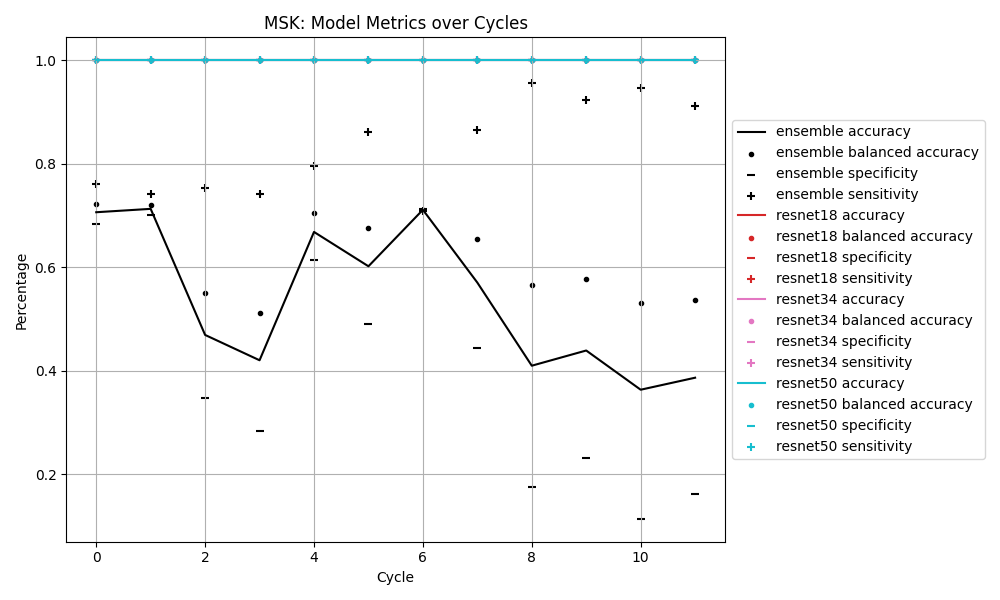 MSK: Model Metrics over Cycles
1.0
0.8
0.6
0.4
0.2
Percentage
0
2
4
6
8
10
Cycle
ensemble accuracy
ensemble balanced accuracy
ensemble specificity
ensemble sensitivity
resnet18 accuracy
resnet18 balanced accuracy
resnet18 specificity
resnet18 sensitivity
resnet34 accuracy
resnet34 balanced accuracy
resnet34 specificity
resnet34 sensitivity
resnet50 accuracy
resnet50 balanced accuracy
resnet50 specificity
resnet50 sensitivity